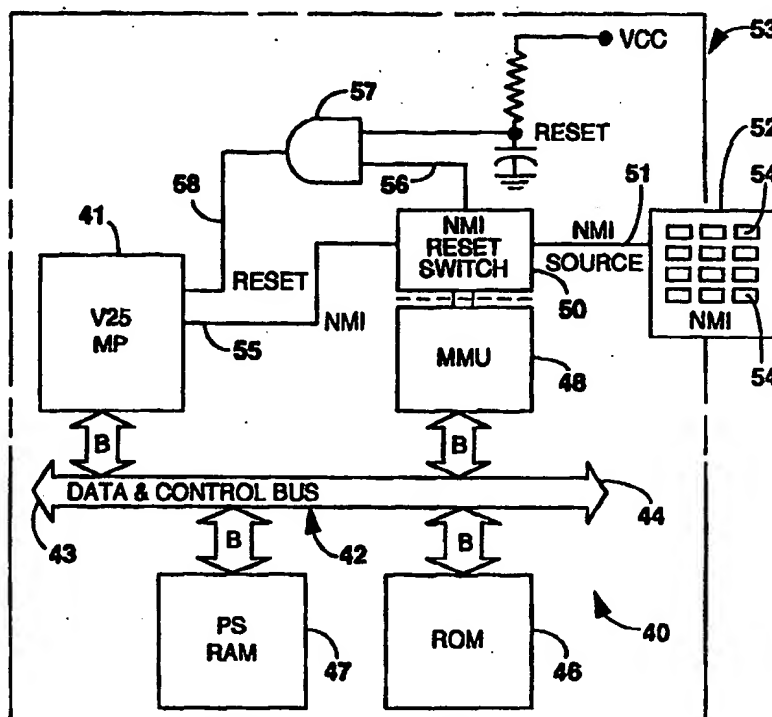 VCC
53
57
RESET
52
54
56
51
58
41
NMI
RESET
SWITCH
NMI
SOURCE
RESET
50
NMI
V25
MP
NMI
55
MMU
48
54
B
B
DATA & CONTROL BUS
44
43
42
B
B
PS
RAM
ROM
40
47
46